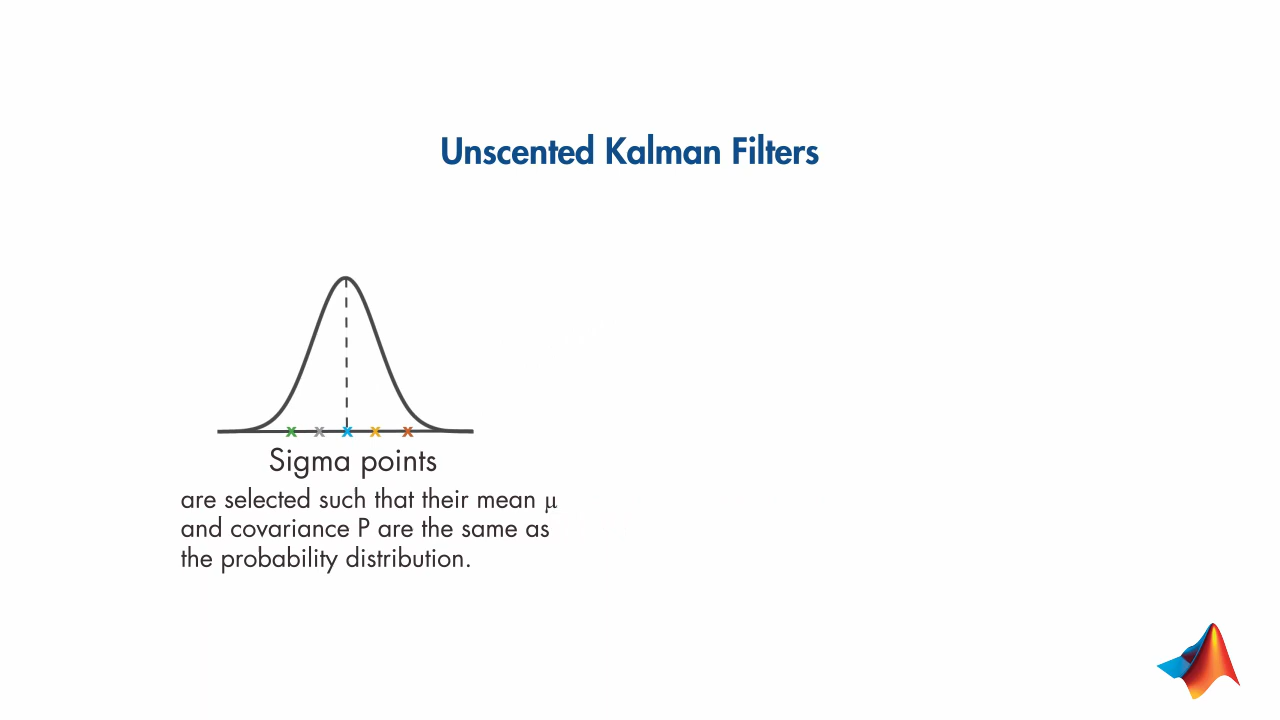 Unscented Kalman Filters
Sigma points
are selected such that their mean μ
and covariance P are the same as
the probability distribution.